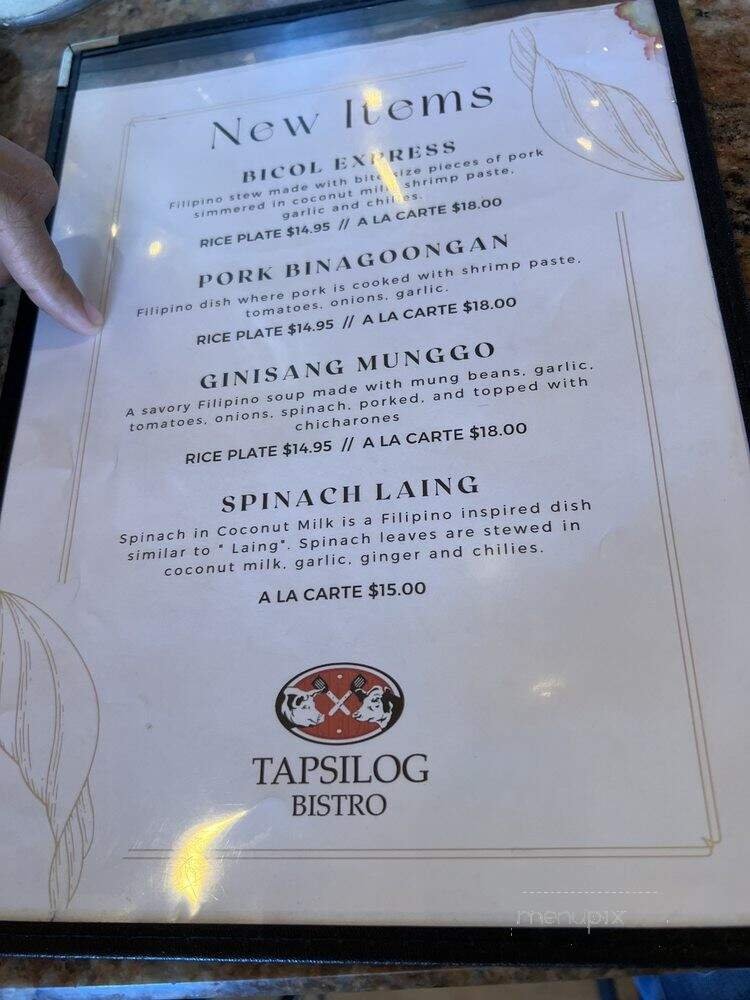 New Items
BICOL EXPRESS
Filipino stew made with bite size pieces of pork
simmered in coconut milk, shrimp paste,
garlic and chilies.
RICE PLATE $14.95 // A LA CARTE $18.00
PORK BINAGOONGAN
Filipino dish where pork is cooked with shrimp paste,
tomatoes, onions, garlic.
RICE PLATE $14.95 // A LA CARTE $18.00
GINISANG MUNGGO
A savory Filipino soup made with mung beans, garlic,
tomatoes, onions, spinach, porked, and topped with
chicharones
RICE PLATE $14.95 // A LA CARTE $18.00
SPINACH LAING
Spinach in Coconut Milk is a Filipino inspired dish
similar to " Laing". Spinach leaves are stewed in
coconut milk, garlic, ginger and chilies.
A LA CARTE $15.00
TAPSILOG
BISTRO
menupix